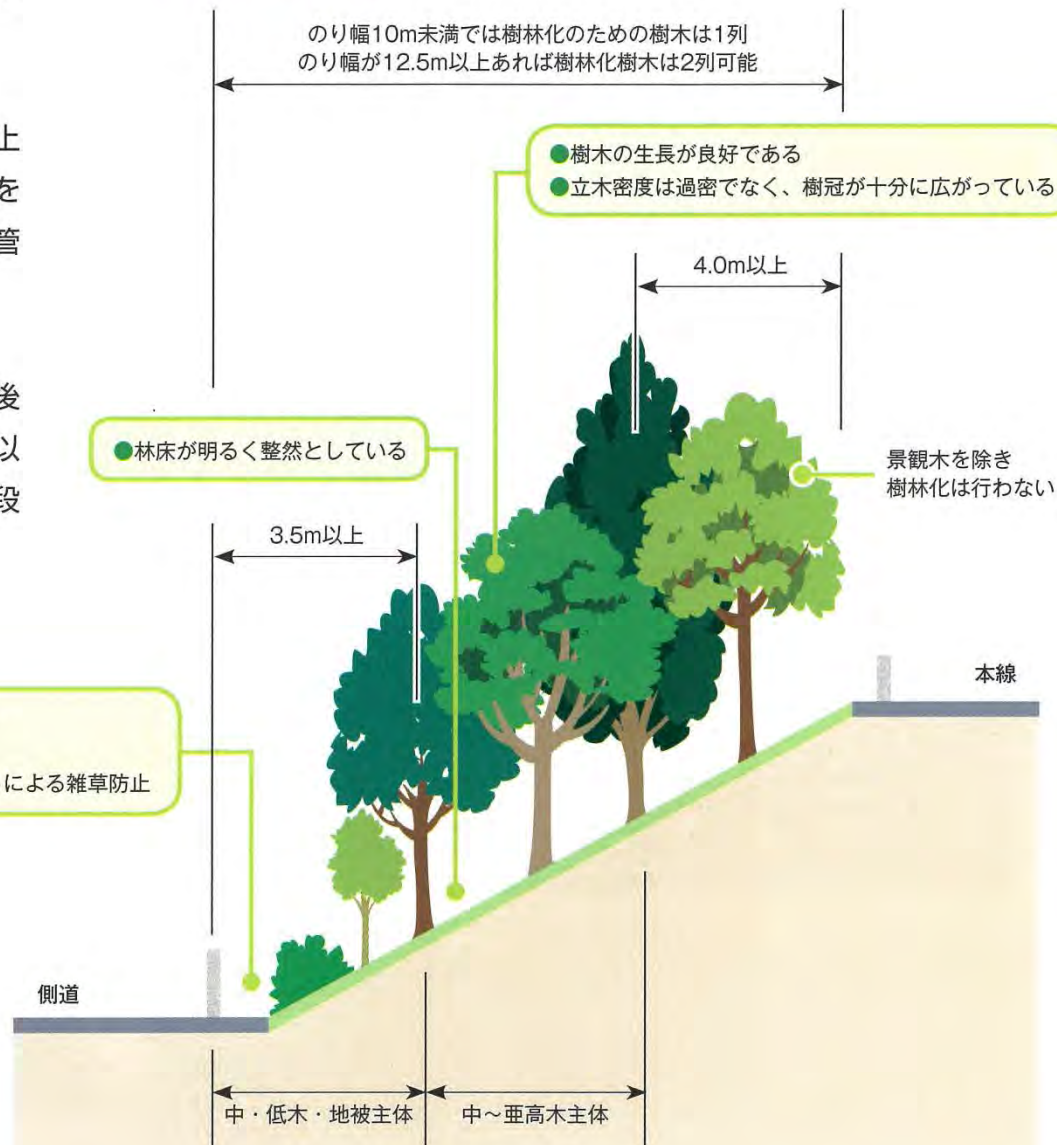 のり幅10m未満では樹林化のための樹木は1列
のり幅が12.5m以上あれば樹林化樹木は2列可能
上
を
管
後
以
段
●樹木の生長が良好である
●立木密度は過密でなく、樹冠が十分に広がっている
4.0m以上
●林床が明るく整然としている
景観木を除き
樹林化は行わない
3.5m以上
本線
による雑草防止
側道
中・低木・地被主体
中〜亜高木主体